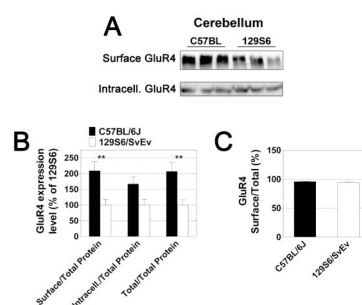 A
Cerebellum
C57BL 129S6
Surface GluR4
Intracell. GluR4
B
C57BL/6J
129S6/SvEv
GluR4 expression
level (% of 129S6)
250
200
150
100
50
0
** **
Surface/Total Protein
Intracell./Total Protein
Total/Total Protein
C
GluR4
Surface/Total (%)
150
100
50
0
C57BL/6J
129S6/SvEv